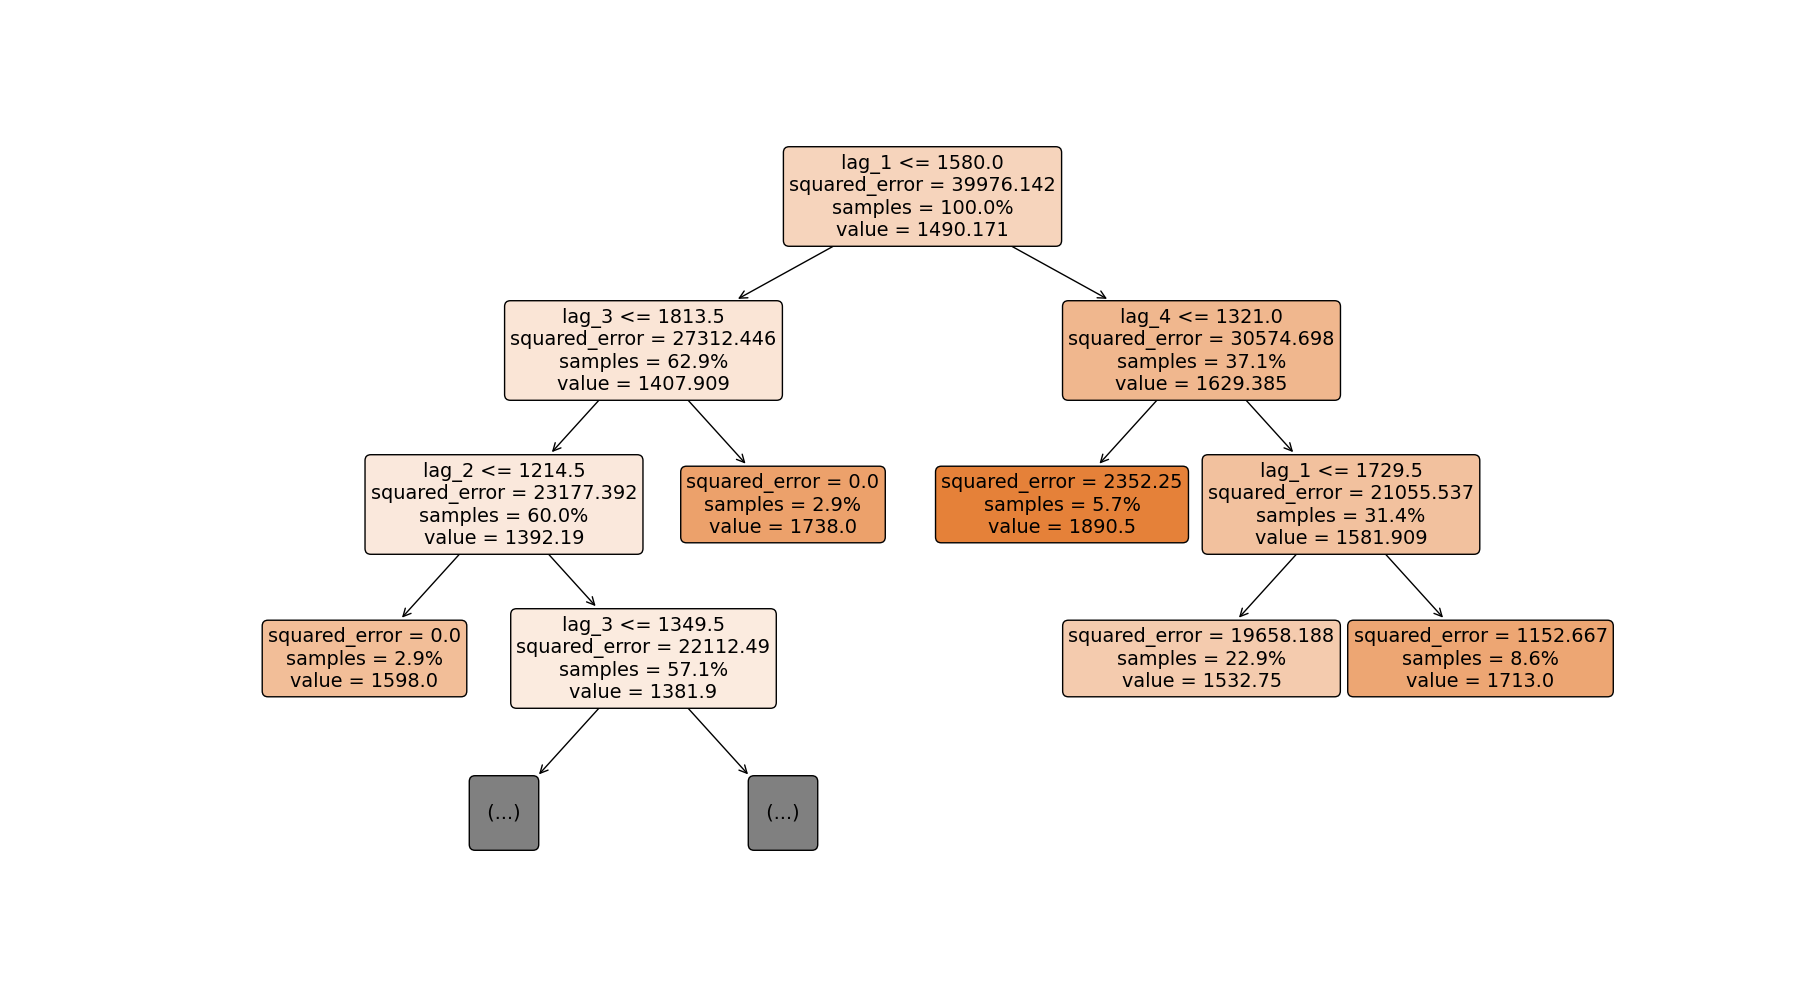 lag_1 <= 1580.0
squared_error = 39976.142
samples = 100.0%
value = 1490.171
lag_3 <= 1813.5
squared_error = 27312.446
samples = 62.9%
value = 1407.909
lag_4 <= 1321.0
squared_error = 30574.698
samples = 37.1%
value = 1629.385
lag_2 <= 1214.5
squared_error = 23177.392
samples = 60.0%
value = 1392.19
squared_error = 0.0
samples = 2.9%
value = 1738.0
squared_error = 2352.25
samples = 5.7%
value = 1890.5
lag_1 <= 1729.5
squared_error = 21055.537
samples = 31.4%
value = 1581.909
squared_error = 0.0
samples = 2.9%
value = 1598.0
lag_3 <= 1349.5
squared_error = 22112.49
samples = 57.1%
value = 1381.9
squared_error = 19658.188
samples = 22.9%
value = 1532.75
squared_error = 1152.667
samples = 8.6%
value = 1713.0
(...)
(...)